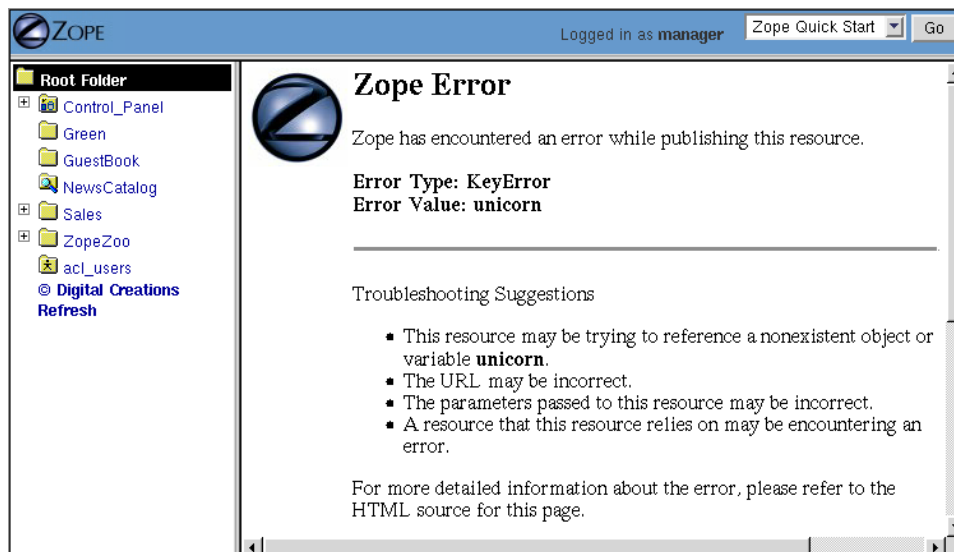 ZOPE
Logged in as manager
Zope Quick Start
Go
Root Folder
Control_Panel
Green
GuestBook
NewsCatalog
Sales
ZopeZoo
acl_users
© Digital Creations
Refresh
Zope Error
Zope has encountered an error while publishing this resource.
Error Type: KeyError
Error Value: unicorn
Troubleshooting Suggestions
This resource may be trying to reference a nonexistent object or
variable unicorn.
The URL may be incorrect.
The parameters passed to this resource may be incorrect.
A resource that this resource relies on may be encountering an
error.
For more detailed information about the error, please refer to the
HTML source for this page.